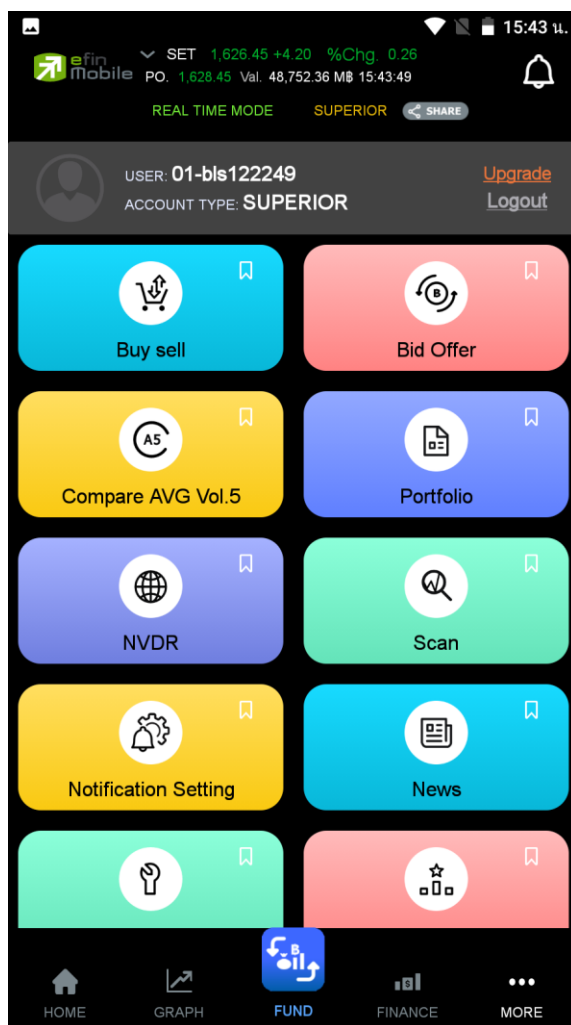 15:43 น.
efin Mobile
SET 1,626.45 +4.20 %Chg. 0.26
PO. 1,628.45 Val. 48,752.36 M฿ 15:43:49
REAL TIME MODE SUPERIOR SHARE
USER: 01-bls122249 Upgrade
ACCOUNT TYPE: SUPERIOR Logout
B
Buy sell Bid Offer
A5
Compare AVG Vol.5 Portfolio
NVDR Scan
Notification Setting News
B
oil
$
HOME GRAPH FUND FINANCE MORE